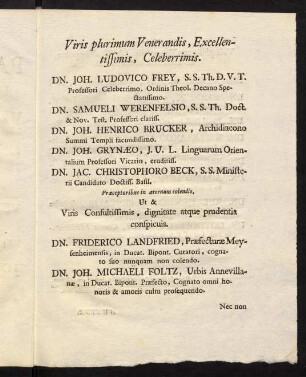 Viris plurimum Venerandis, Excellen-
tissimis, Celeberrimis.
DN. JOH. LUDOVICO FREY, S. S. Th. D. V. T.
Professori Celeberrimo, Ordinis Theol. Decano Spe-
ctatissimo.
DN. SAMUELI WERENFELSIO, S. S. Th. Doct.
& Nov. Test. Professori clariss.
DN. JOH. HENRICO BRUCKER, Archidiacono
Summi Templi facundissimo.
DN. JOH. GRYNÆO, J. U. L. Linguarum Orien-
talium Professori Vicario, eruditiss.
DN. JAC. CHRISTOPHORO BECK, S. S. Ministe-
rii Candidato Doctiss. Basil.
Præceptoribus in æternum colendis,
Ut &
Viris Consultissimis, dignitate atque prudentia
conspicuis.
DN. FRIDERICO LANDFRIED, Præfecturæ Mey-
senheimensis, in Ducat. Bipont. Curatori, cogna-
to suo nunquam non colendo.
DN. JOH. MICHAELI FOLTZ, Urbis Annevilla-
næ, in Ducat. Bipont. Præfecto, Cognato omni ho-
noris & amoris cultu prosequendo.
Nec non